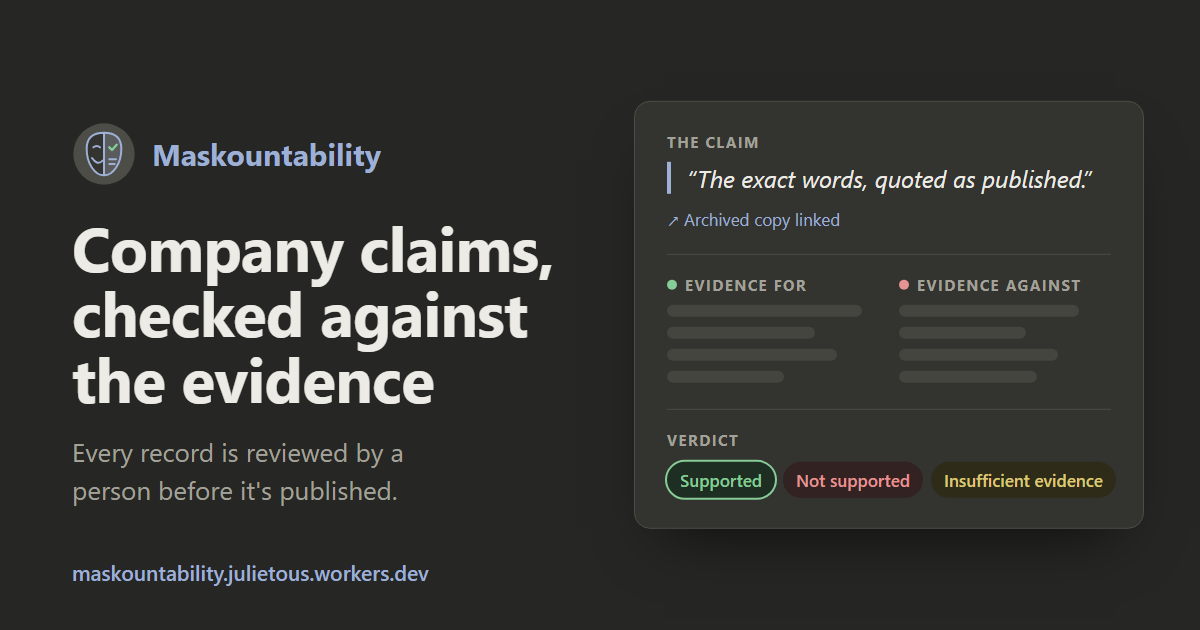 Maskountability
Company claims,
checked against
the evidence
Every record is reviewed by a
person before it's published.
maskountability.julietous.workers.dev
THE CLAIM
“The exact words, quoted as published.”
↗ Archived copy linked
EVIDENCE FOR
EVIDENCE AGAINST
VERDICT
Supported
Not supported
Insufficient evidence